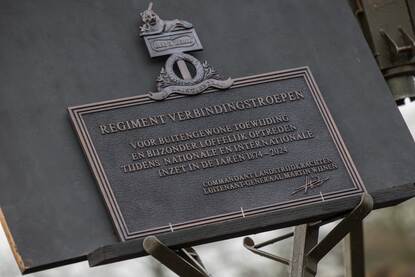 REGIMENT VERBINDINGSTROEPEN
VOOR BUITENGEWONE TOEWIJDING
EN BIJZONDER LOFFELIJK OPTREDEN
TIJDENS NATIONALE EN INTERNATIONALE
INZET IN DE JAREN 1874 - 2024
COMMANDANT LANDSTRIJDKRACHTEN
LUITENANT-GENERAAL MARTIN WIJNEN